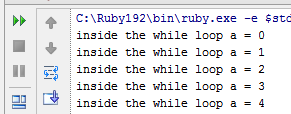 C:\Ruby192\bin\ruby.exe -e $std
inside the while loop a = 0
inside the while loop a = 1
inside the while loop a = 2
inside the while loop a = 3
inside the while loop a = 4